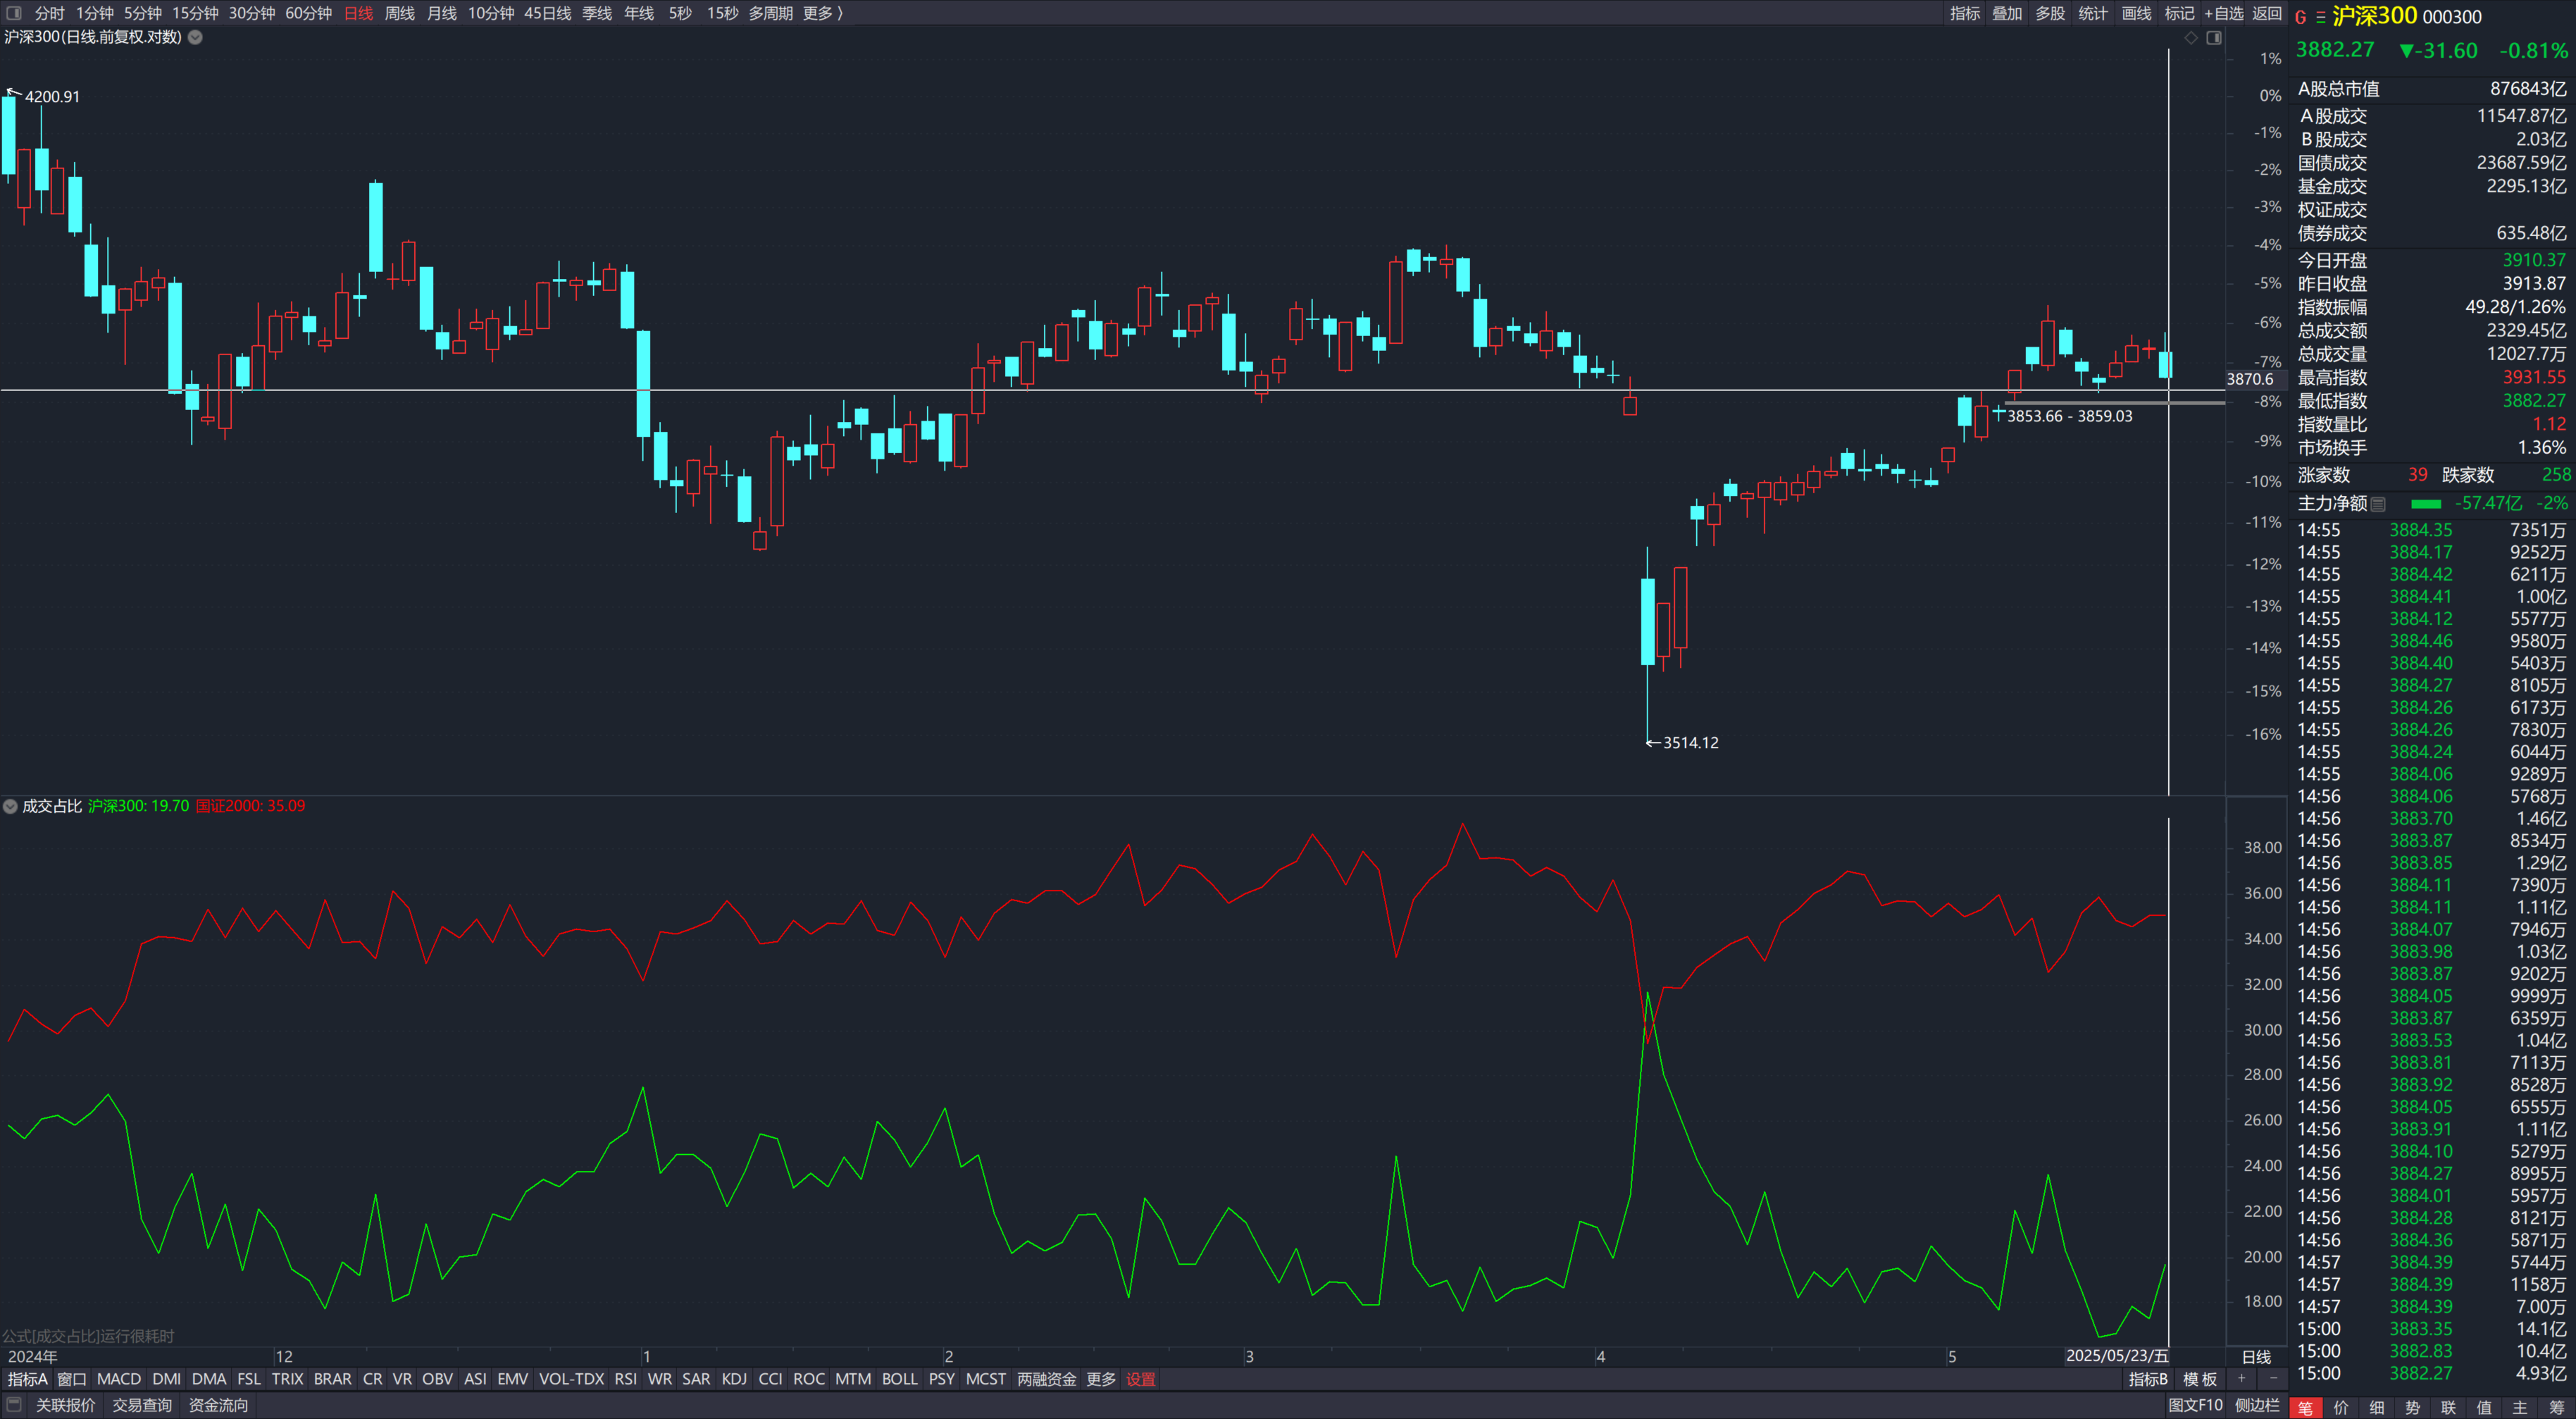 分时 1分钟 5分钟 15分钟 30分钟 60分钟 日线 周线 月线 10分钟 45日线 季线 年线 5秒 15秒 多周期 更多 〉 指标 叠加 多股 统计 画线 标记 +自选 返回
沪深300(日线.前复权.对数)
4200.91
3514.12
3853.66 - 3859.03
1%
0%
-1%
-2%
-3%
-4%
-5%
-6%
-7%
3870.6
-8%
-9%
-10%
-11%
-12%
-13%
-14%
-15%
-16%
成交占比 沪深300: 19.70 国证2000: 35.09
38.00
36.00
34.00
32.00
30.00
28.00
26.00
24.00
22.00
20.00
18.00
公式[成交占比]运行很耗时
2024年 12 1 2 3 4 5 2025/05/23/五 日线
指标A 窗口 MACD DMI DMA FSL TRIX BRAR CR VR OBV ASI EMV VOL-TDX RSI WR SAR KDJ CCI ROC MTM BOLL PSY MCST 两融资金 更多 设置 指标B 模板 + -
关联报价 交易查询 资金流向 图文F10 侧边栏
G 沪深300 000300
3882.27 ▼-31.60 -0.81%
A股总市值 876843亿
A股成交 11547.87亿
B股成交 2.03亿
国债成交 23687.59亿
基金成交 2295.13亿
权证成交
债券成交 635.48亿
今日开盘 3910.37
昨日收盘 3913.87
指数振幅 49.28/1.26%
总成交额 2329.45亿
总成交量 12027.7万
最高指数 3931.55
最低指数 3882.27
指数量比 1.12
市场换手 1.36%
涨家数 39 跌家数 258
主力净额 -57.47亿 -2%
14:55 3884.35 7351万
14:55 3884.17 9252万
14:55 3884.42 6211万
14:55 3884.41 1.00亿
14:55 3884.12 5577万
14:55 3884.46 9580万
14:55 3884.40 5403万
14:55 3884.27 8105万
14:55 3884.26 6173万
14:55 3884.26 7830万
14:55 3884.24 6044万
14:55 3884.06 9289万
14:56 3884.06 5768万
14:56 3883.70 1.46亿
14:56 3883.87 8534万
14:56 3883.85 1.29亿
14:56 3884.11 7390万
14:56 3884.11 1.11亿
14:56 3884.07 7946万
14:56 3883.98 1.03亿
14:56 3883.87 9202万
14:56 3884.05 9999万
14:56 3883.87 6359万
14:56 3883.53 1.04亿
14:56 3883.81 7113万
14:56 3883.92 8528万
14:56 3884.05 6555万
14:56 3883.91 1.11亿
14:56 3884.10 5279万
14:56 3884.27 8995万
14:56 3884.01 5957万
14:56 3884.28 8121万
14:56 3884.36 5871万
14:57 3884.39 5744万
14:57 3884.39 1158万
14:57 3884.39 7.00万
15:00 3883.35 14.1亿
15:00 3882.83 10.4亿
15:00 3882.27 4.93亿
笔 价 细 势 联 值 主 筹